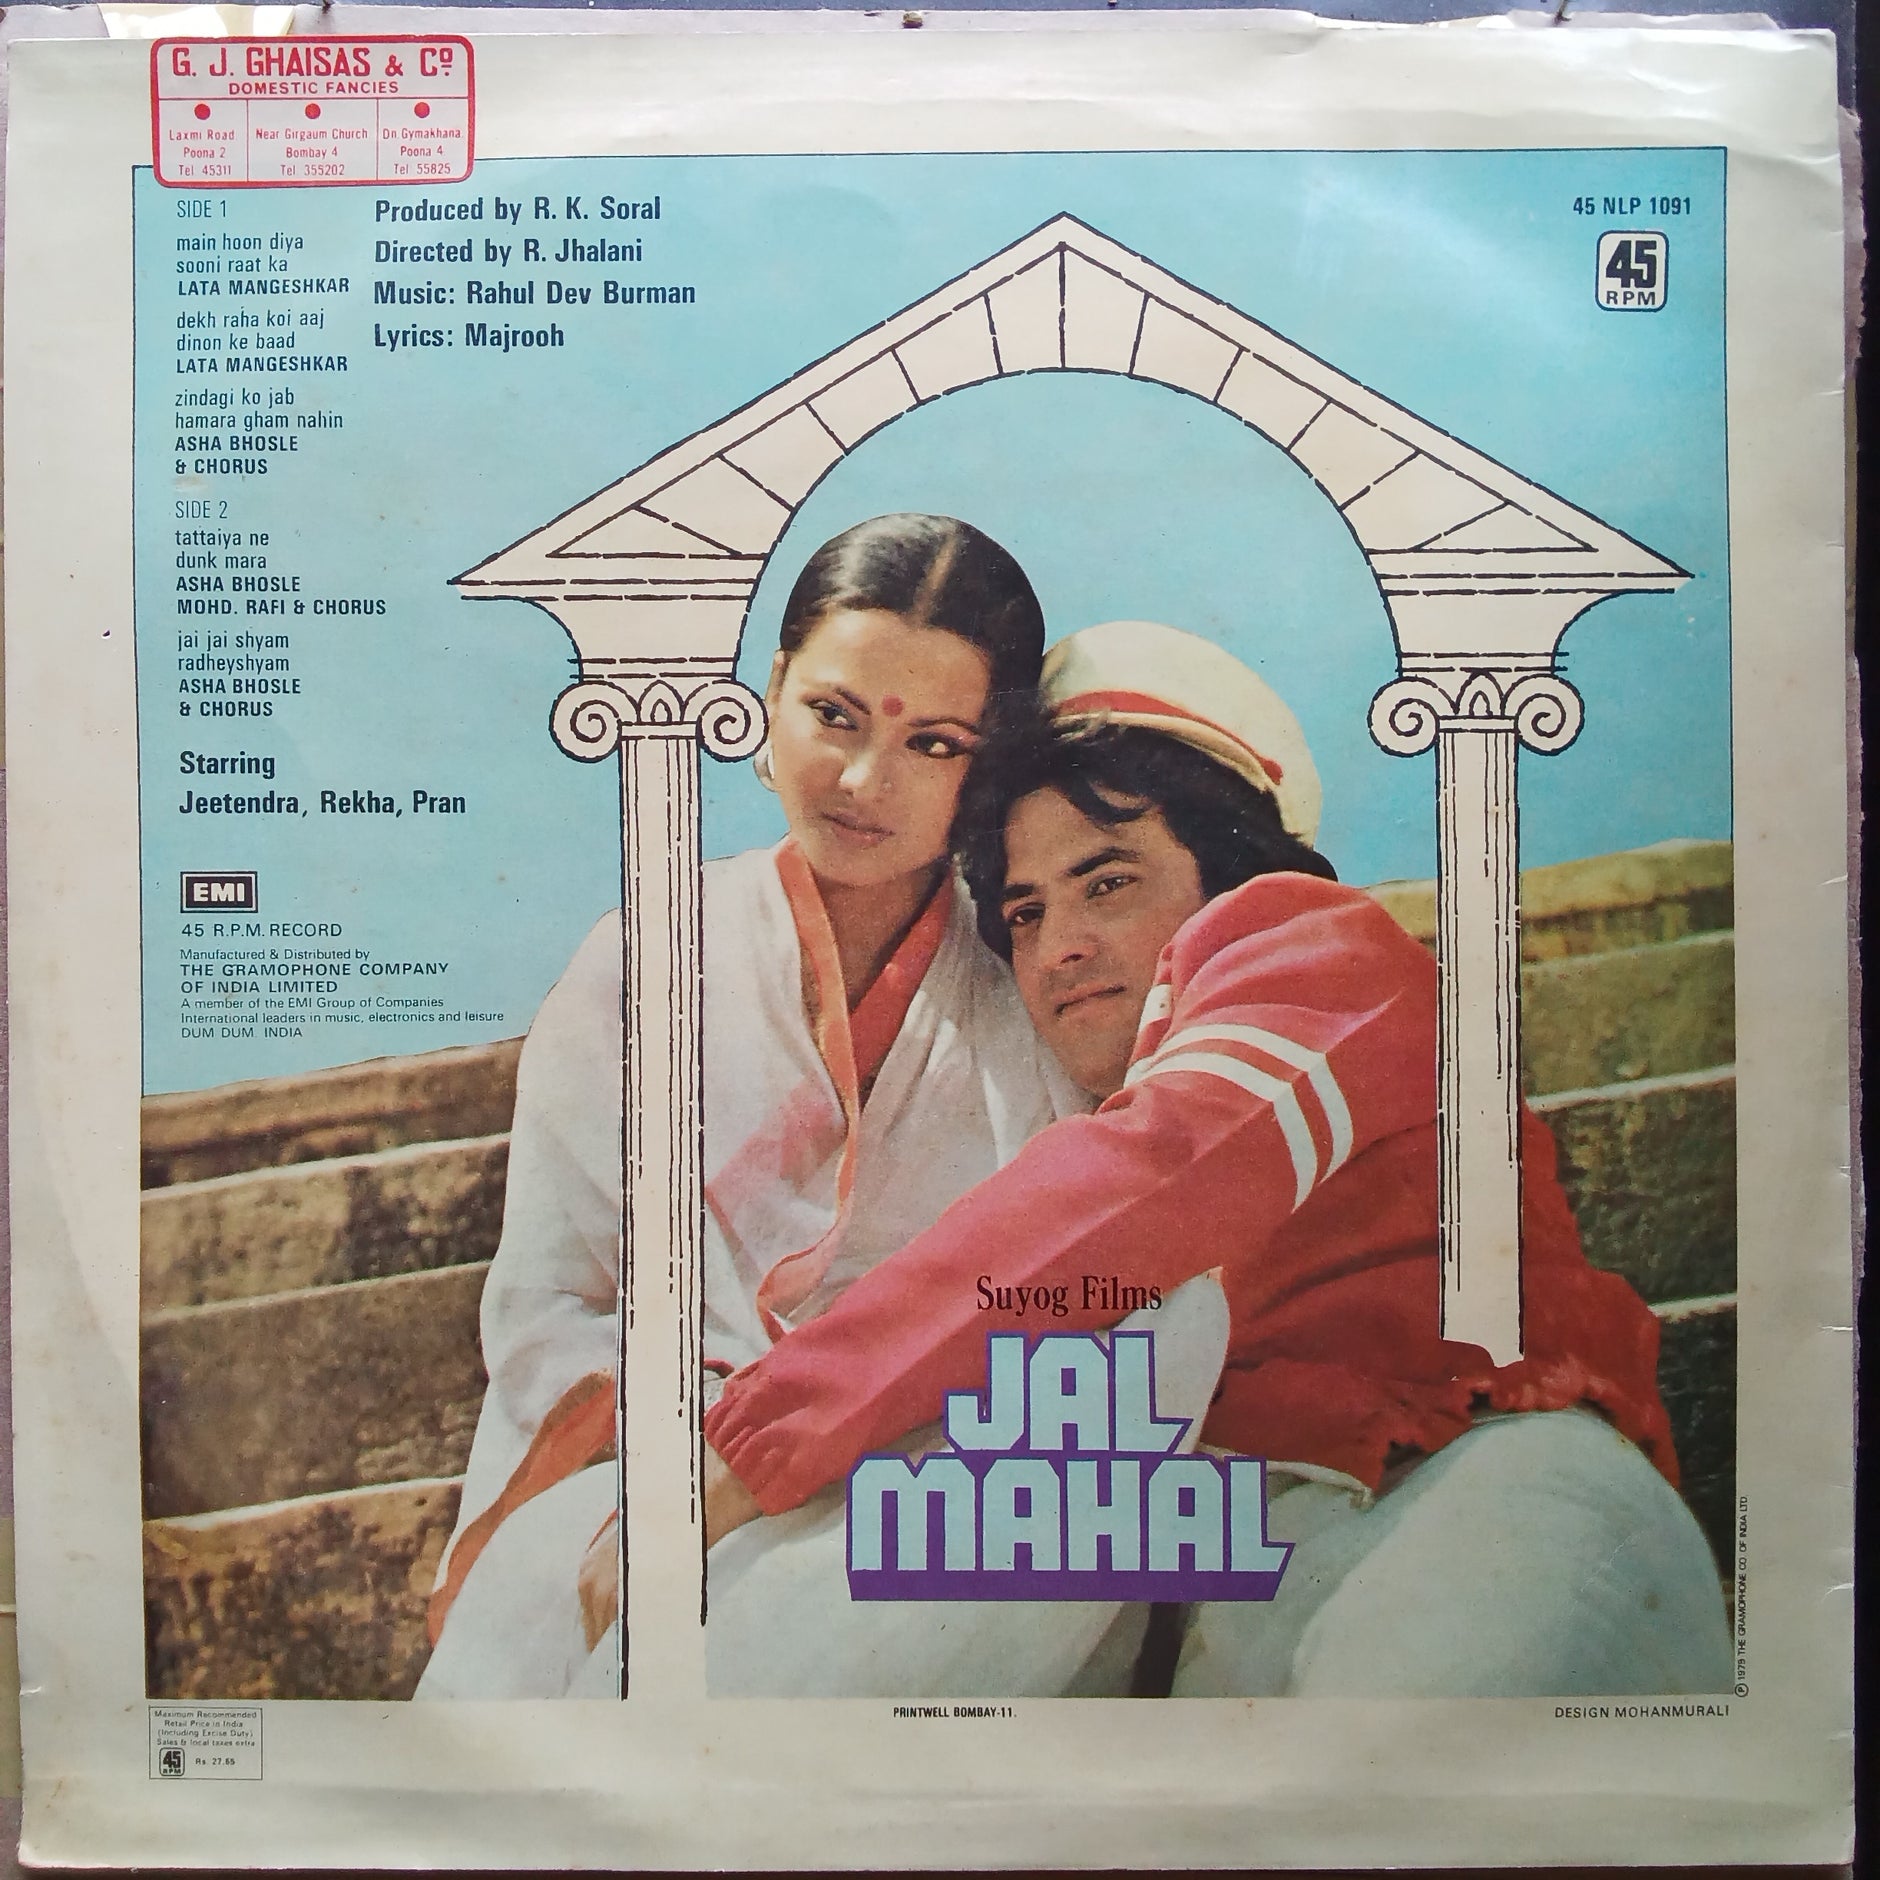 G. J. GHAISAS & Co
DOMESTIC FANCIES
Laxmi Road
Poona 2
Tel 45311
Near Girgaum Church
Bombay 4
Tel 355202
Dn Gymakhana
Poona 4
Tel 55825
SIDE 1
main hoon diya
sooni raat ka
LATA MANGESHKAR
dekh raha koi aaj
dinon ke baad
LATA MANGESHKAR
zindagi ko jab
hamara gham nahin
ASHA BHOSLE
& CHORUS
SIDE 2
tattaiya ne
dunk mara
ASHA BHOSLE
MOHD. RAFI & CHORUS
jai jai shyam
radheyshyam
ASHA BHOSLE
& CHORUS
Produced by R. K. Soral
Directed by R. Jhalani
Music: Rahul Dev Burman
Lyrics: Majrooh
45 NLP 1091
45
RPM
Starring
Jeetendra, Rekha, Pran
EMI
45 R.P.M. RECORD
Manufactured & Distributed by
THE GRAMOPHONE COMPANY
OF INDIA LIMITED
A member of the EMI Group of Companies
International leaders in music, electronics and leisure
DUM DUM. INDIA
Suyog Films
JAL
MAHAL
℗ 1979 THE GRAMOPHONE CO. OF INDIA LTD.
PRINTWELL BOMBAY-11.
DESIGN MOHANMURALI
Maximum Recommended
Retail Price in India
(Including Excise Duty)
Sales & local taxes extra
45
RPM
Rs. 27.65